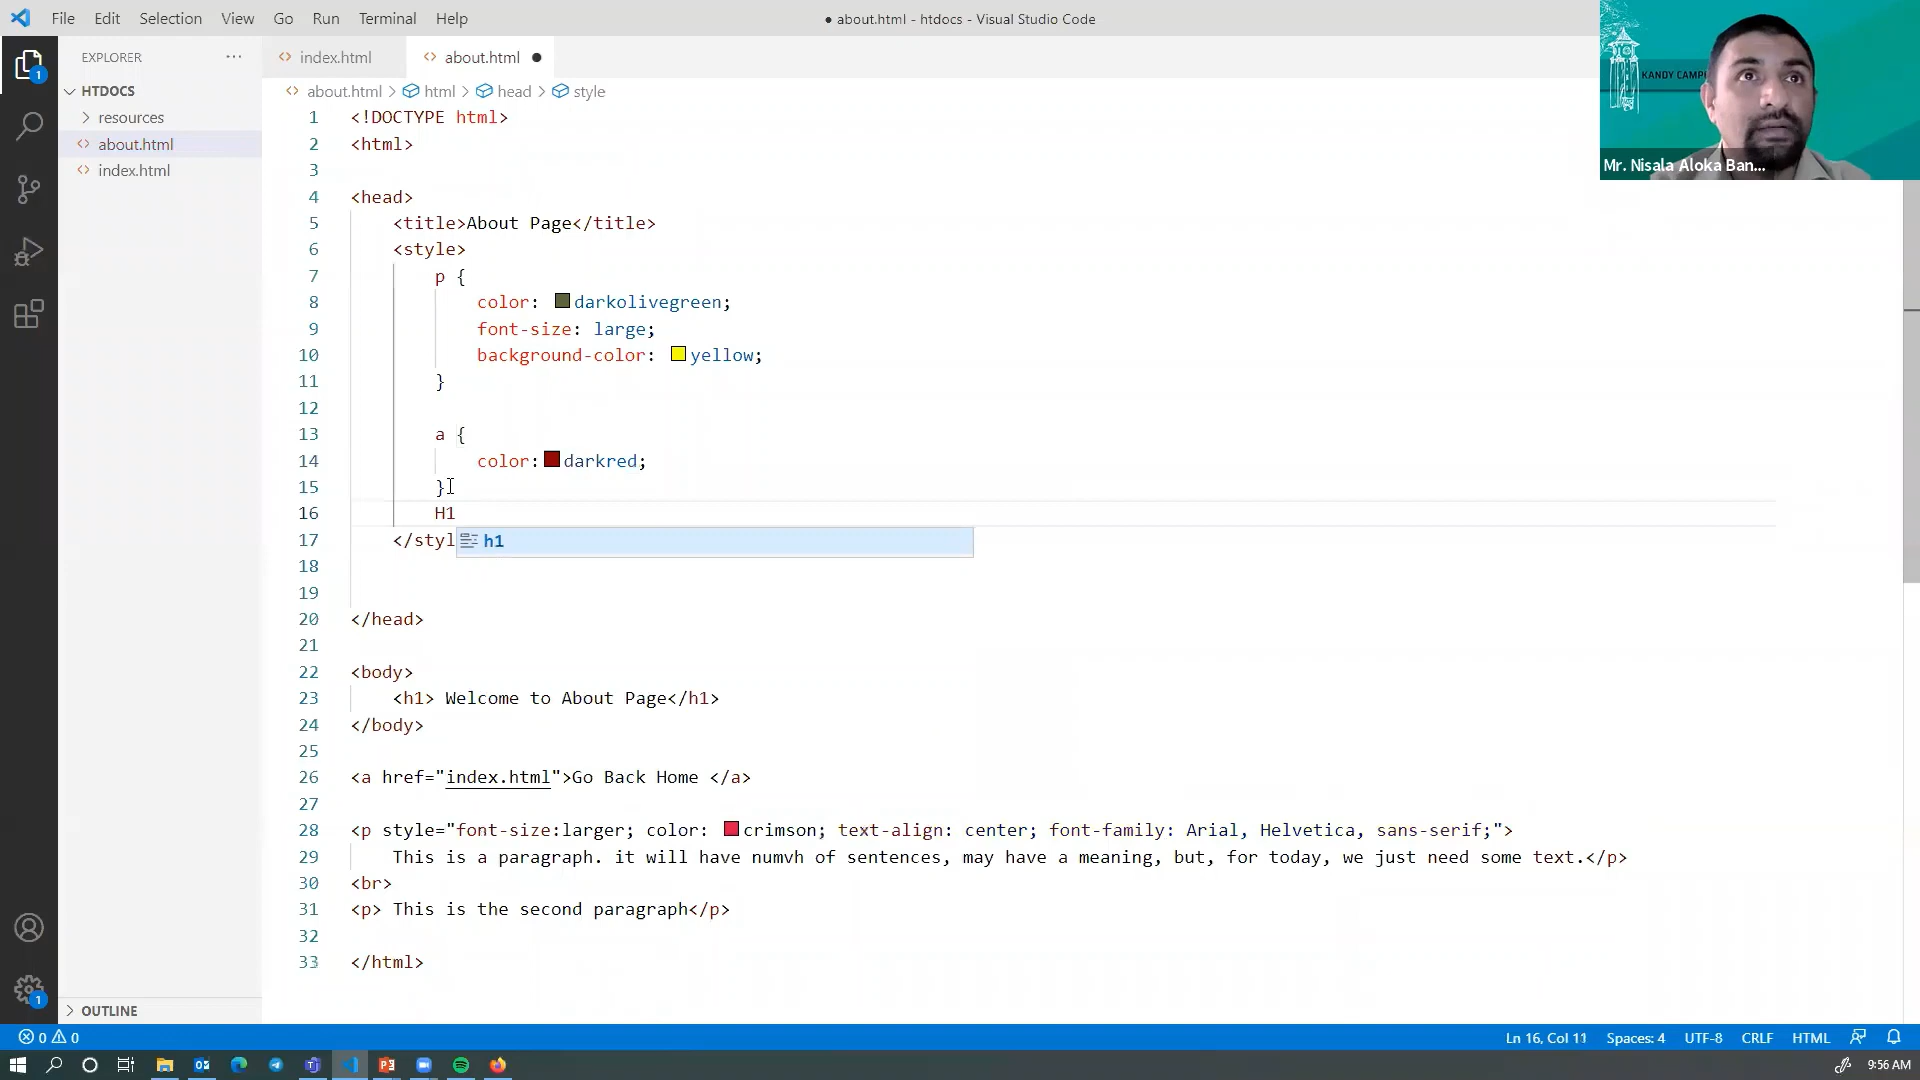 File Edit Selection View Go Run Terminal Help
● about.html - htdocs - Visual Studio Code
KANDY CAMP
Mr. Nisala Aloka Ban...
EXPLORER ···
index.html
about.html ●
HTDOCS
resources
about.html
index.html
about.html > html > head > style
1 <!DOCTYPE html>
2 <html>
3
4 <head>
5 <title>About Page</title>
6 <style>
7 p {
8 color: darkolivegreen;
9 font-size: large;
10 background-color: yellow;
11 }
12
13 a {
14 color: darkred;
15 }
16 H1
17 </styl
h1
18
19
20 </head>
21
22 <body>
23 <h1> Welcome to About Page</h1>
24 </body>
25
26 <a href="index.html">Go Back Home </a>
27
28 <p style="font-size:larger; color: crimson; text-align: center; font-family: Arial, Helvetica, sans-serif;">
29 This is a paragraph. it will have numvh of sentences, may have a meaning, but, for today, we just need some text.</p>
30 <br>
31 <p> This is the second paragraph</p>
32
33 </html>
1
1
OUTLINE
0 0
Ln 16, Col 11 Spaces: 4 UTF-8 CRLF HTML
9:56 AM